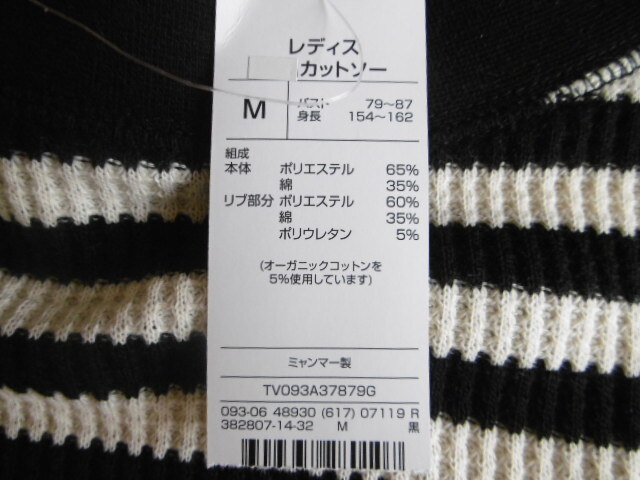 レディス
カットソー
M
バスト 79〜87
身長 154〜162
組成
本体 ポリエステル 65%
綿 35%
リブ部分 ポリエステル 60%
綿 35%
ポリウレタン 5%
(オーガニックコットンを
5%使用しています)
ミャンマー製
TV093A37879G
093-06 48930 (617) 07119 R
382807-14-32 M 黒